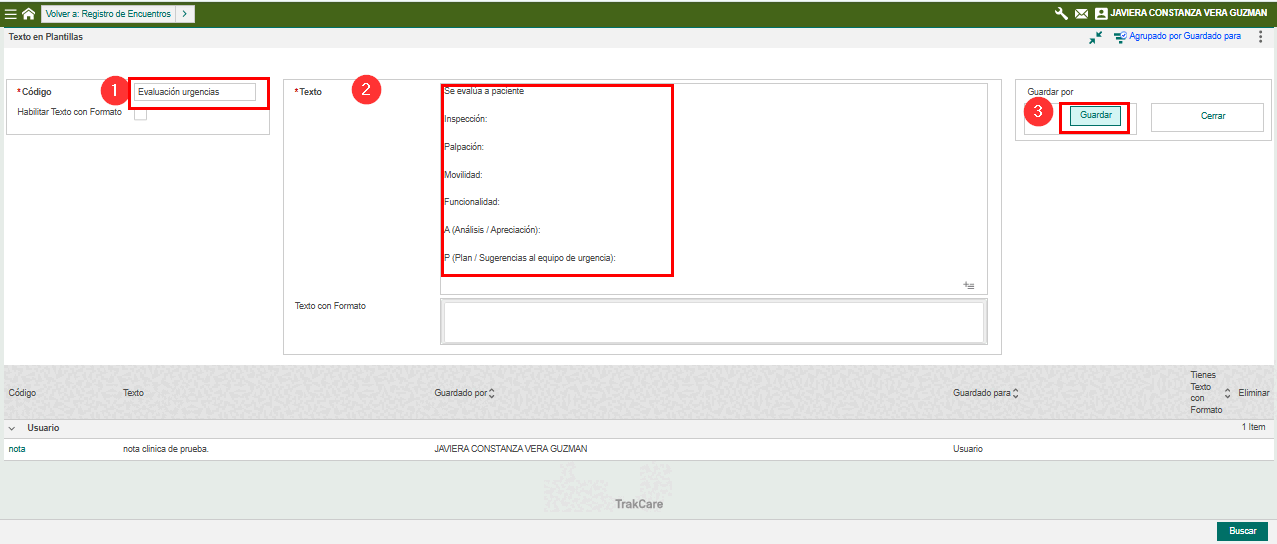 Volver a: Registro de Encuentros
JAVIERA CONSTANZA VERA GUZMAN
Texto en Plantillas
Agrupado por Guardado para
*Código
1
Evaluación urgencias
Habilitar Texto con Formato
*Texto
2
Se evalúa a paciente
Inspección:
Palpación:
Movilidad:
Funcionalidad:
A (Análisis / Apreciación):
P (Plan / Sugerencias al equipo de urgencia):
Texto con Formato
Guardar por
3
Guardar
Cerrar
Código
Texto
Guardado por
Guardado para
Tienes
Texto
con
Formato
Eliminar
Usuario
1 Item
nota
nota clinica de prueba.
JAVIERA CONSTANZA VERA GUZMAN
Usuario
TrakCare
Buscar